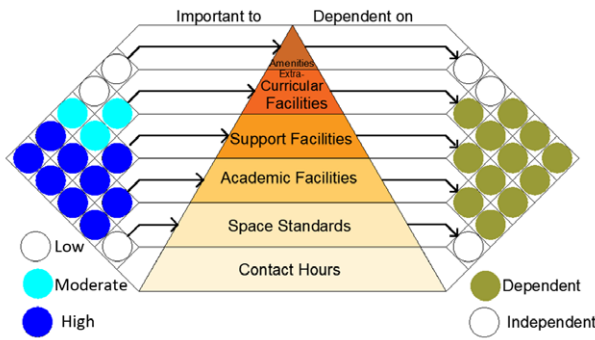 Important to
Dependent on
Amenities
Extra-
Curricular
Facilities
Support Facilities
Academic Facilities
Space Standards
Contact Hours
Low
Moderate
High
Dependent
Independent